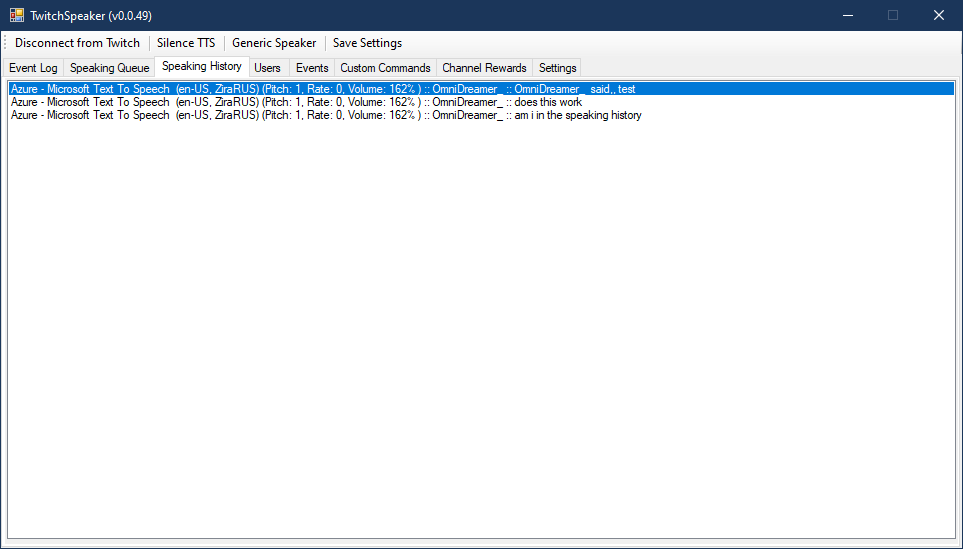 TwitchSpeaker (v0.0.49)
Disconnect from Twitch Silence TTS Generic Speaker Save Settings
Event Log Speaking Queue Speaking History Users Events Custom Commands Channel Rewards Settings
Azure - Microsoft Text To Speech (en-US, ZiraRUS) (Pitch: 1, Rate: 0, Volume: 162% ) :: OmniDreamer_ :: OmniDreamer_ said,, test
Azure - Microsoft Text To Speech (en-US, ZiraRUS) (Pitch: 1, Rate: 0, Volume: 162% ) :: OmniDreamer_ :: does this work
Azure - Microsoft Text To Speech (en-US, ZiraRUS) (Pitch: 1, Rate: 0, Volume: 162% ) :: OmniDreamer_ :: am i in the speaking history